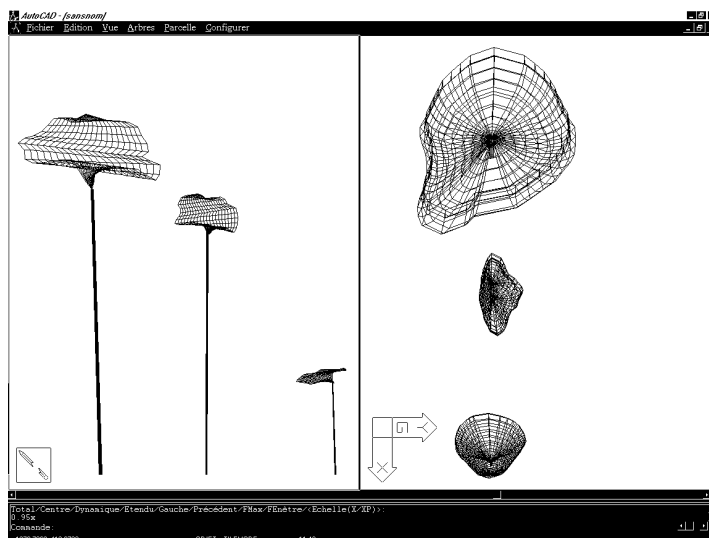 AutoCAD - [sansnom]
Fichier Edition Vue Arbres Parcelle Configurer
Total/Centre/Dynamique/Etendu/Gauche/Précédent/FMax/FEnêtre/<Echelle(X/XP)>:
0.95x
Commande: